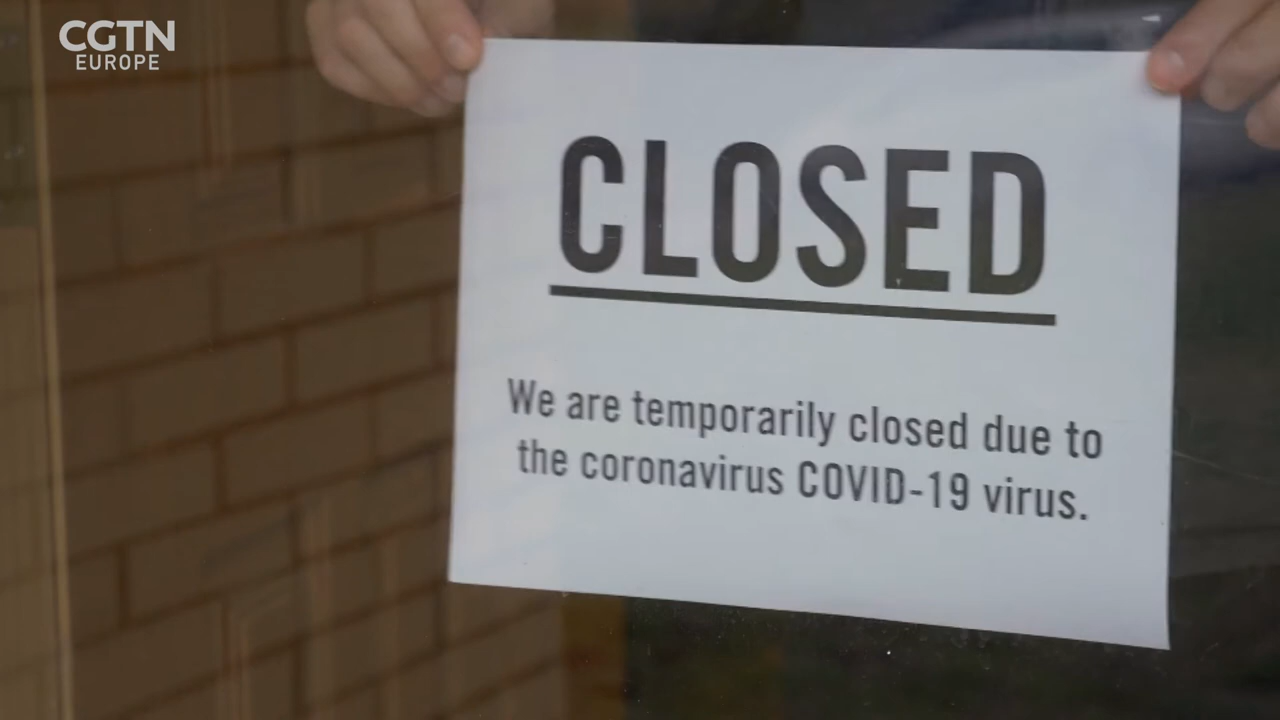 CGTN
EUROPE
CLOSED
We are temporarily closed due to
the coronavirus COVID-19 virus.